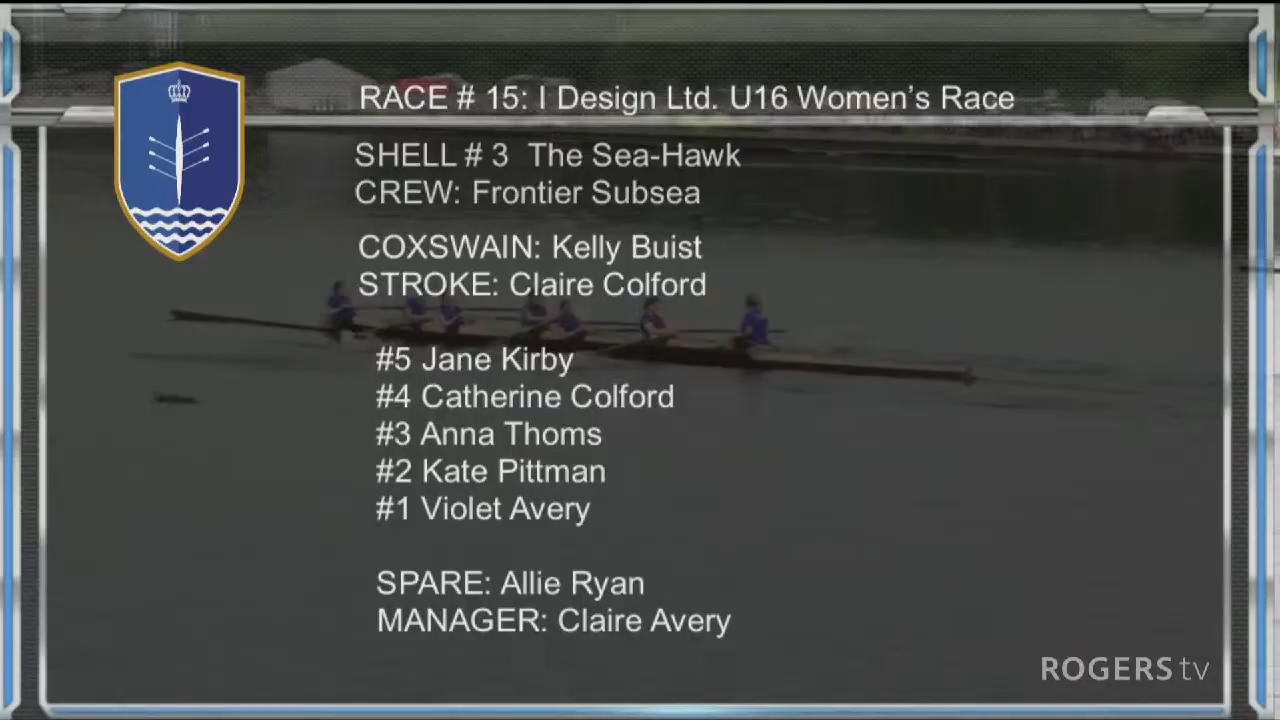 RACE # 15: I Design Ltd. U16 Women's Race
SHELL # 3 The Sea-Hawk
CREW: Frontier Subsea
COXSWAIN: Kelly Buist
STROKE: Claire Colford
#5 Jane Kirby
#4 Catherine Colford
#3 Anna Thoms
#2 Kate Pittman
#1 Violet Avery
SPARE: Allie Ryan
MANAGER: Claire Avery
ROGERS tv